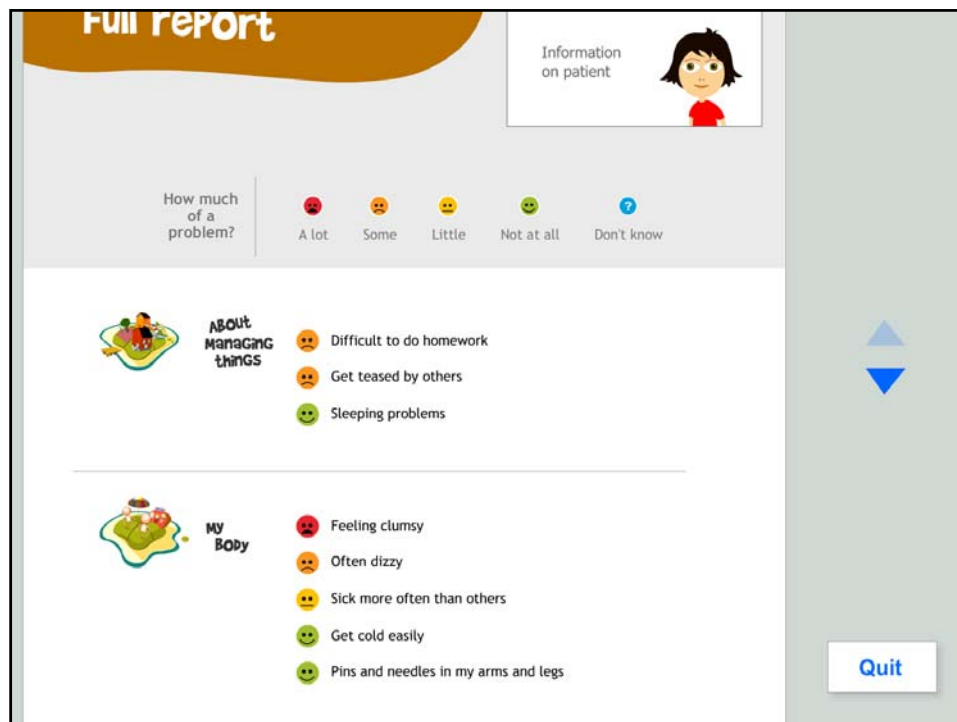 Full report
Information
on patient
How much
of a
problem?
A lot
Some
Little
Not at all
Don't know
?
ABOUT
MANAGING
THINGS
Difficult to do homework
Get teased by others
Sleeping problems
MY
BODY
Feeling clumsy
Often dizzy
Sick more often than others
Get cold easily
Pins and needles in my arms and legs
Quit